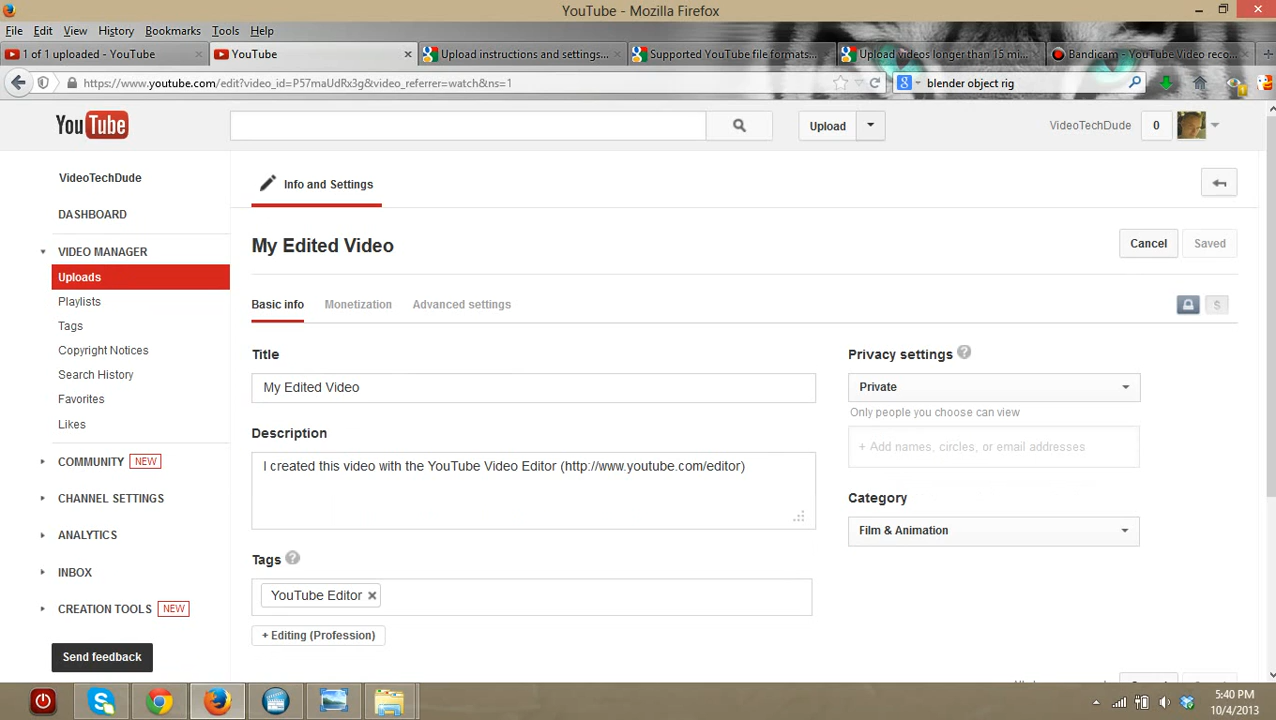 YouTube - Mozilla Firefox
File Edit View History Bookmarks Tools Help
1 of 1 uploaded - YouTube
YouTube
Upload instructions and settings...
Supported YouTube file formats...
Upload videos longer than 15 mi...
Bandicam - YouTube Video reco...
https://www.youtube.com/edit?video_id=P57maUdRx3g&video_referrer=watch&ns=1
blender object rig
YouTube
Upload
VideoTechDude
0
VideoTechDude
DASHBOARD
VIDEO MANAGER
Uploads
Playlists
Tags
Copyright Notices
Search History
Favorites
Likes
COMMUNITY NEW
CHANNEL SETTINGS
ANALYTICS
INBOX
CREATION TOOLS NEW
Send feedback
Info and Settings
My Edited Video
Cancel
Saved
Basic info
Monetization
Advanced settings
$
Title
My Edited Video
Description
I created this video with the YouTube Video Editor (http://www.youtube.com/editor)
Tags ?
YouTube Editor ×
+ Editing (Profession)
Privacy settings ?
Private
Only people you choose can view
+ Add names, circles, or email addresses
Category
Film & Animation
5:40 PM
10/4/2013